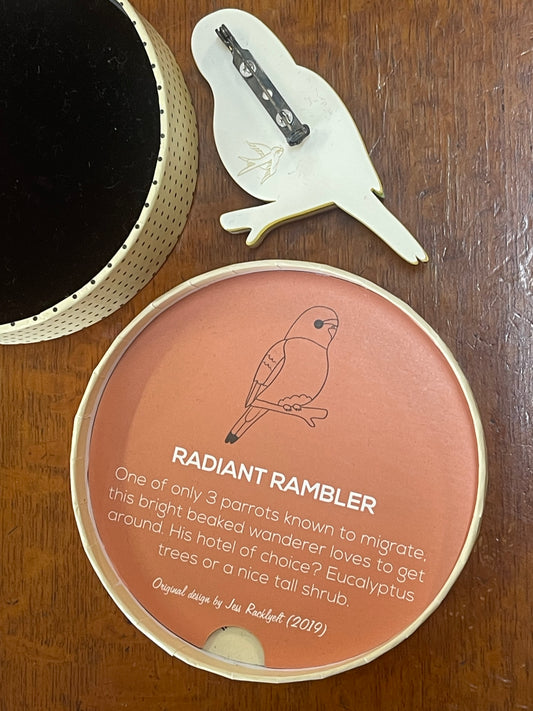 RADIANT RAMBLER
One of only 3 parrots known to migrate,
this bright beaked wanderer loves to get
around. His hotel of choice? Eucalyptus
trees or a nice tall shrub.
Original design by Jess Racklyeft (2019)